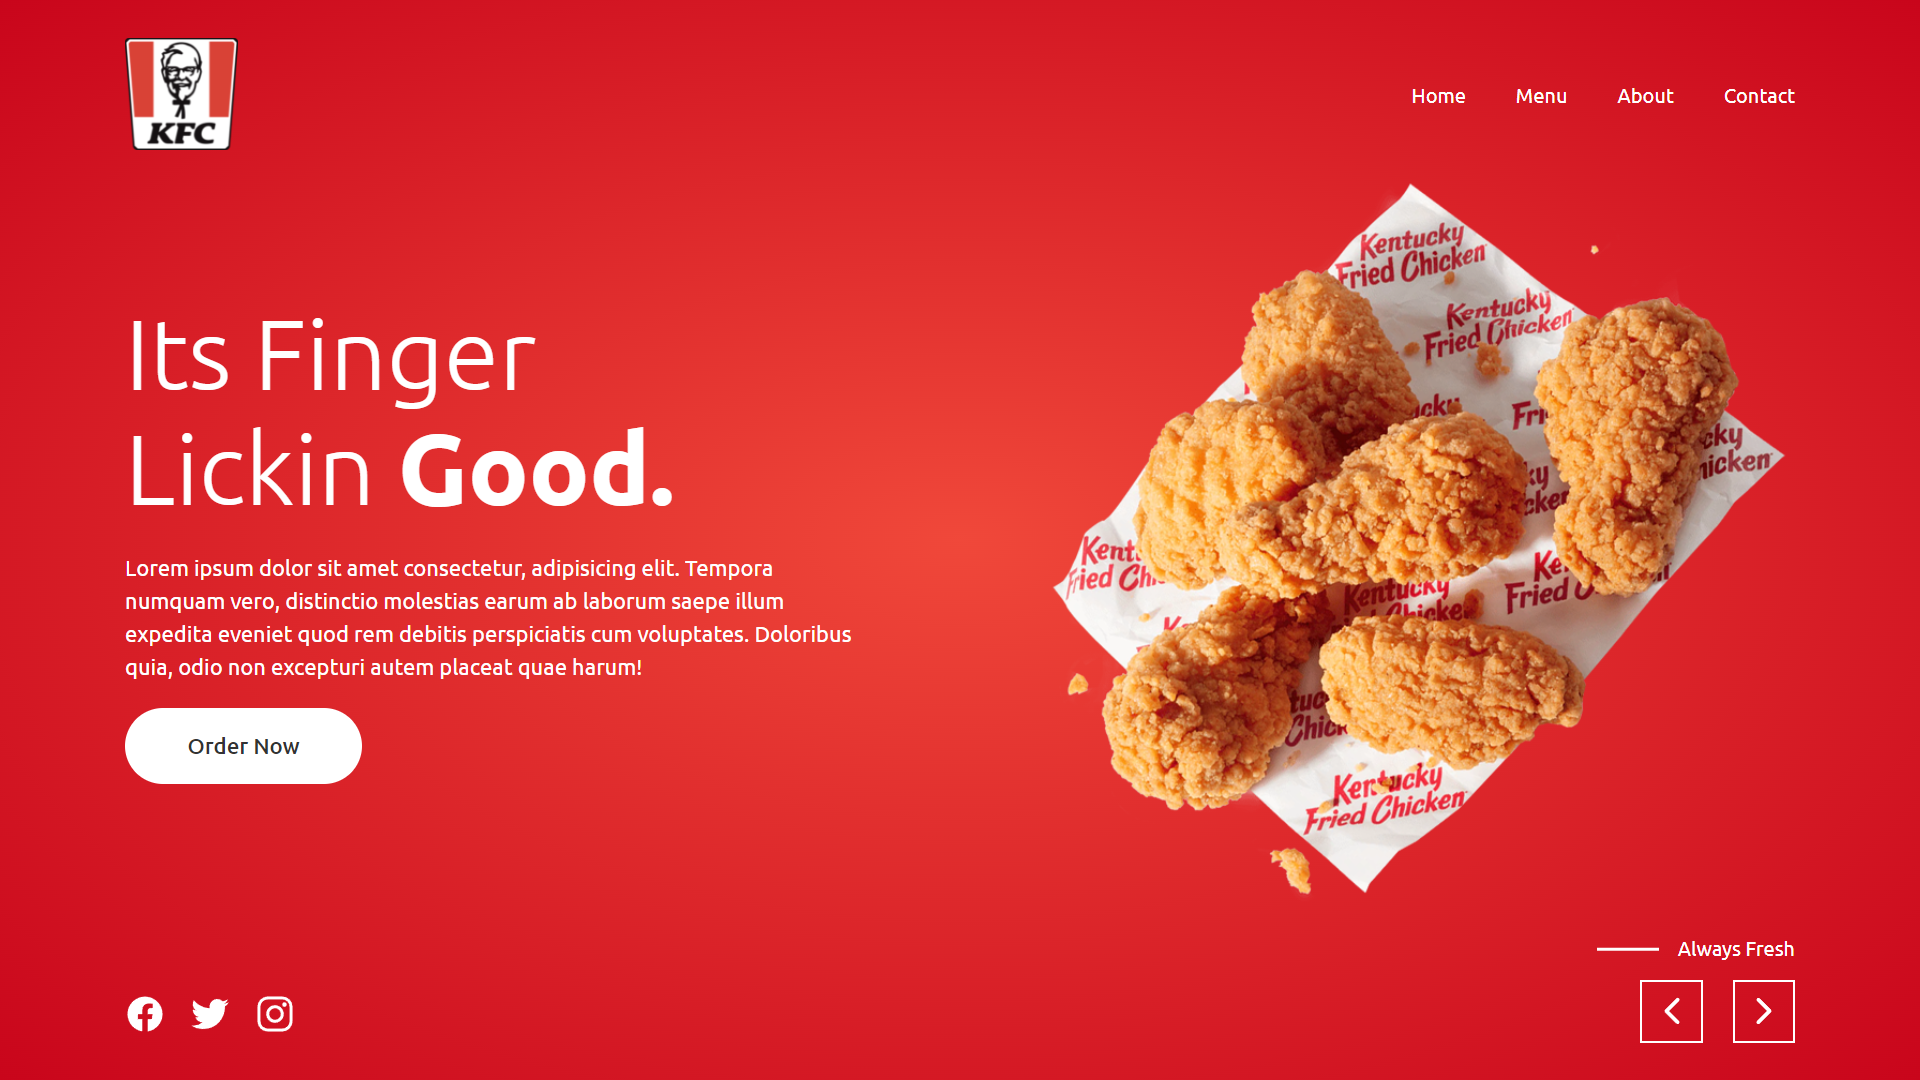 KFC
Home Menu About Contact
Its Finger
Lickin Good.
Lorem ipsum dolor sit amet consectetur, adipisicing elit. Tempora
numquam vero, distinctio molestias earum ab laborum saepe illum
expedita eveniet quod rem debitis perspiciatis cum voluptates. Doloribus
quia, odio non excepturi autem placeat quae harum!
Order Now
Kentucky
Fried Chicken
Kentucky
Fried Chicken
Kentucky
Fried Chicken
Always Fresh